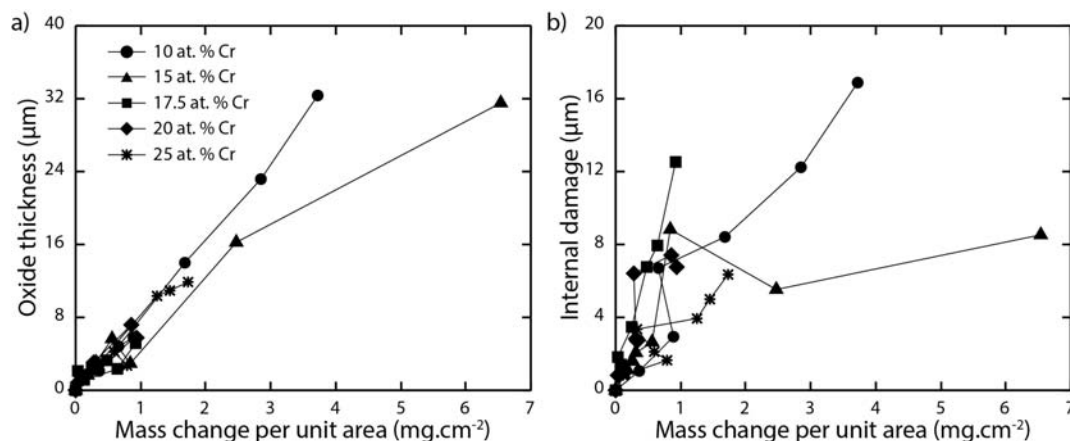 a)
40
32
24
16
8
0
Oxide thickness (μm)
10 at. % Cr
15 at. % Cr
17.5 at. % Cr
20 at. % Cr
25 at. % Cr
0 1 2 3 4 5 6 7
Mass change per unit area (mg.cm⁻²)
b)
20
16
12
8
4
0
Internal damage (μm)
0 1 2 3 4 5 6 7
Mass change per unit area (mg.cm⁻²)